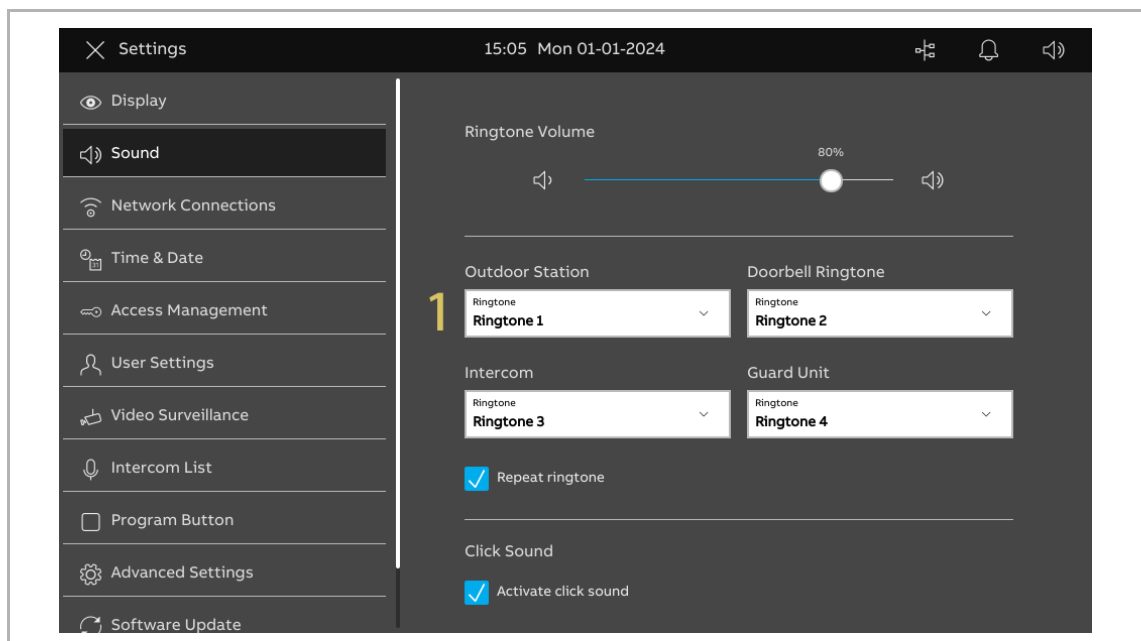 Settings
15:05 Mon 01-01-2024
Display
Sound
Network Connections
Time & Date
Access Management
User Settings
Video Surveillance
Intercom List
Program Button
Advanced Settings
Software Update
Ringtone Volume
80%
Outdoor Station
1
Ringtone
Ringtone 1
Doorbell Ringtone
Ringtone
Ringtone 2
Intercom
Ringtone
Ringtone 3
Guard Unit
Ringtone
Ringtone 4
Repeat ringtone
Click Sound
Activate click sound